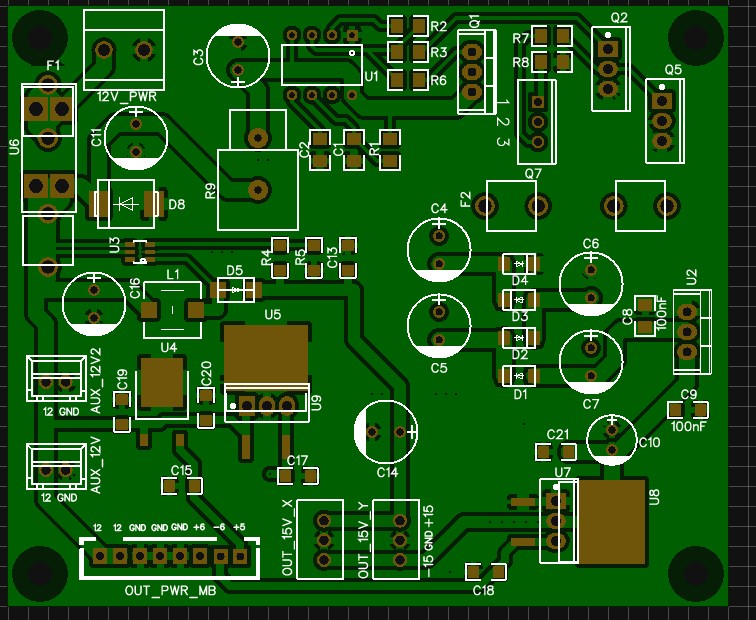 12V_PWR
F1
U6
C11
D8
C3
U1
R2
R3
R6
Q1
R7
R8
Q2
Q5
1 2 3
Q7
C2
C1
R1
R9
F2
U3
R4
R5
C13
C4
C6
U2
C16
L1
D5
U5
D4
D3
D2
D1
C8
100nF
C5
C7
C9
100nF
U4
AUX_12V2
12 GND
C19
C20
U9
C14
C10
C21
AUX_12V
12 GND
C15
C17
U7
U8
OUT_15V_X
OUT_15V_Y
-15 GND +15
12 12 GND GND GND +6 -6 +5
OUT_PWR_MB
C18